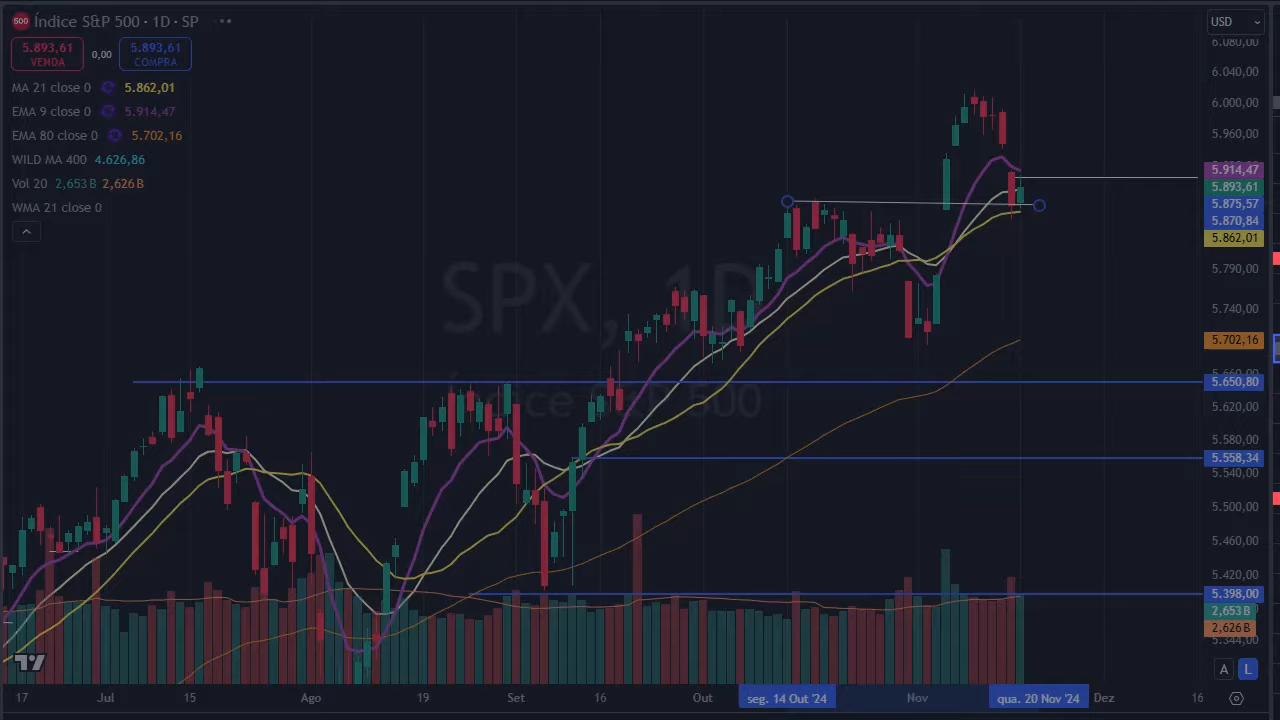 500 Índice S&P 500 · 1D · SP
5.893,61 VENDA 0,00 5.893,61 COMPRA
MA 21 close 0 5.862,01
EMA 9 close 0 5.914,47
EMA 80 close 0 5.702,16
WILD MA 400 4.626,86
Vol 20 2,653 B 2,626 B
WMA 21 close 0
SPX, 1D
Índice S&P 500
USD
6.080,00
6.040,00
6.000,00
5.960,00
5.914,47
5.893,61
5.875,57
5.870,84
5.862,01
5.790,00
5.740,00
5.702,16
5.660,00
5.650,80
5.620,00
5.580,00
5.558,34
5.540,00
5.500,00
5.460,00
5.420,00
5.398,00
2,653 B
2,626 B
5.344,00
A L
17 Jul 15 Ago 19 Set 16 Out seg. 14 Out '24 Nov qua. 20 Nov '24 Dez 16